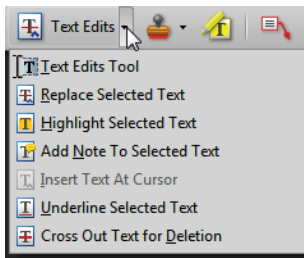 Text Edits
Text Edits Tool
Replace Selected Text
Highlight Selected Text
Add Note To Selected Text
Insert Text At Cursor
Underline Selected Text
Cross Out Text for Deletion